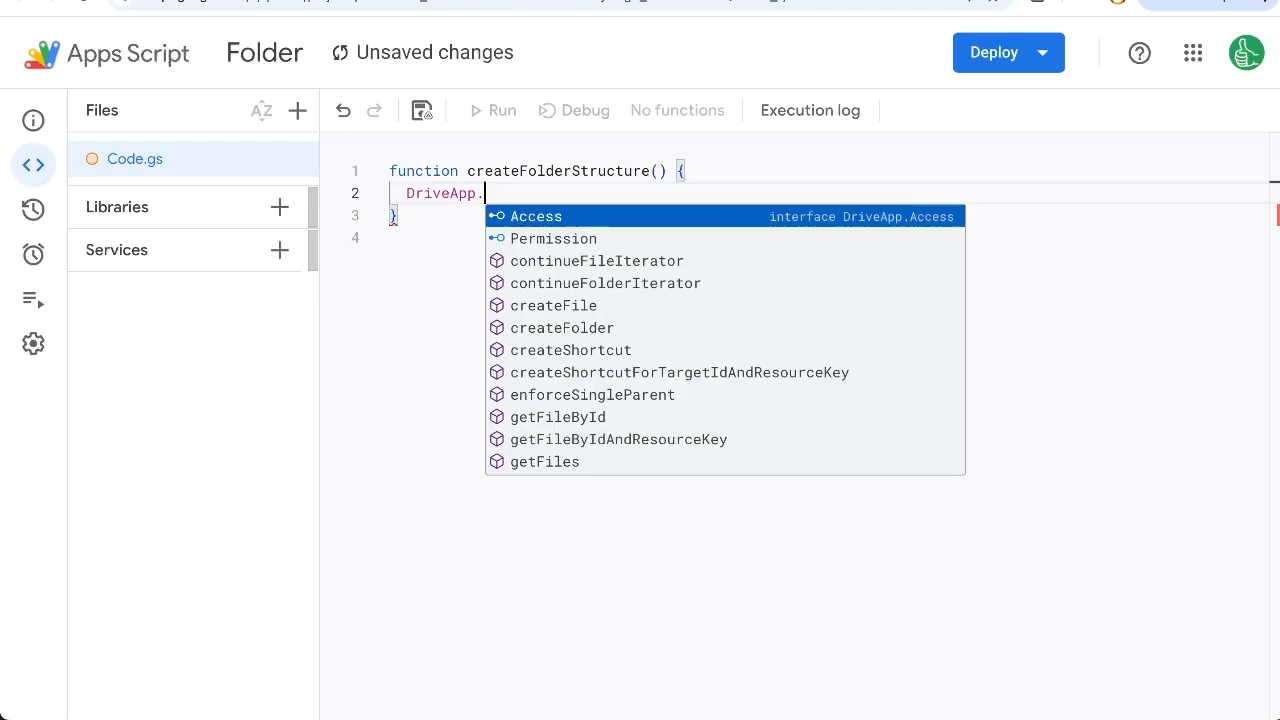 Apps Script
Folder
Unsaved changes
Deploy
Files
AZ
Run
Debug
No functions
Execution log
Code.gs
Libraries
Services
1 function createFolderStructure() {
2 DriveApp.
3 }
4
Access interface DriveApp.Access
Permission
continueFileIterator
continueFolderIterator
createFile
createFolder
createShortcut
createShortcutForTargetIdAndResourceKey
enforceSingleParent
getFileById
getFileByIdAndResourceKey
getFiles